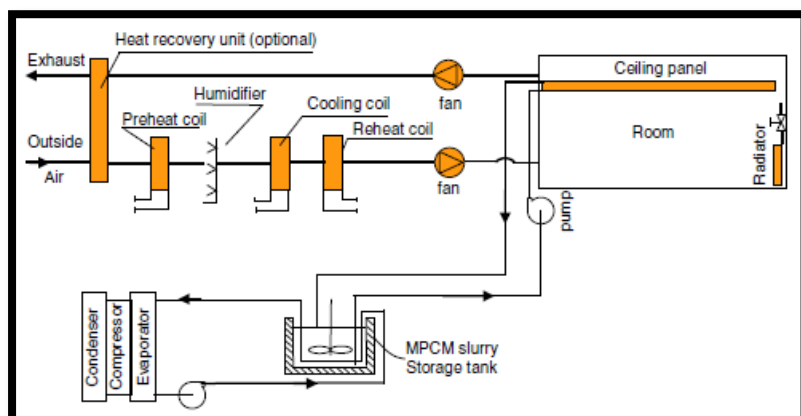 Heat recovery unit (optional)
Exhaust
Ceiling panel
Humidifier
Cooling coil
fan
Preheat coil
Reheat coil
Outside
Air
Room
Radiator
fan
pump
Condenser
Compressor
Evaporator
MPCM slurry
Storage tank